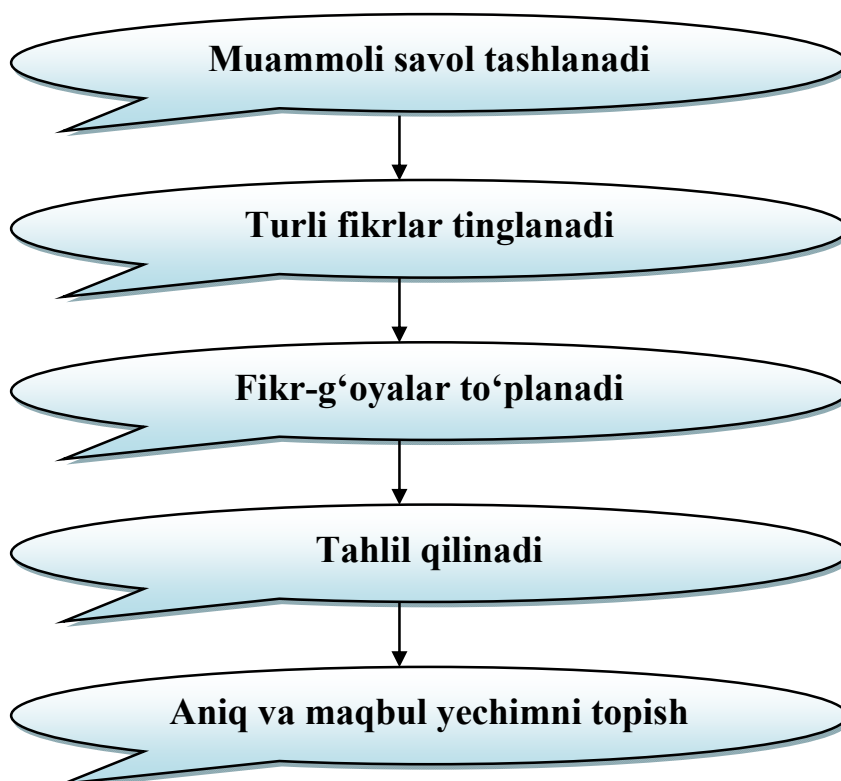 Muammoli savol tashlanadi
Turli fikrlar tinglanadi
Fikr-g‘oyalar to‘planadi
Tahlil qilinadi
Aniq va maqbul yechimni topish